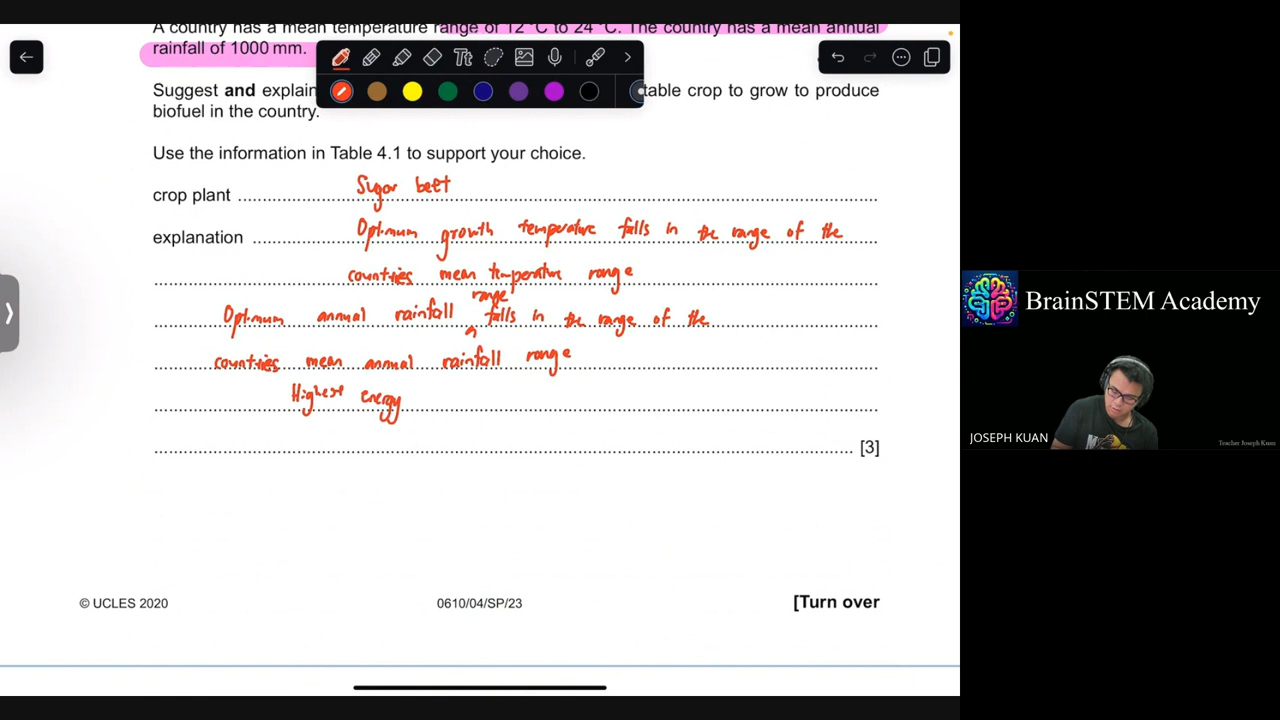 A country has a mean temperature range of 12 °C to 24 °C. The country has a mean annual
rainfall of 1000 mm.
Tt
Suggest and explain table crop to grow to produce
biofuel in the country.
Use the information in Table 4.1 to support your choice.
crop plant Sugar beet
explanation Optimum growth temperature falls in the range of the
countries mean temperature range
range
Optimum annual rainfall falls in the range of the
countries mean annual rainfall range
Highest energy
[3]
© UCLES 2020 0610/04/SP/23 [Turn over
BrainSTEM Academy
JOSEPH KUAN
Teacher Joseph Kuan